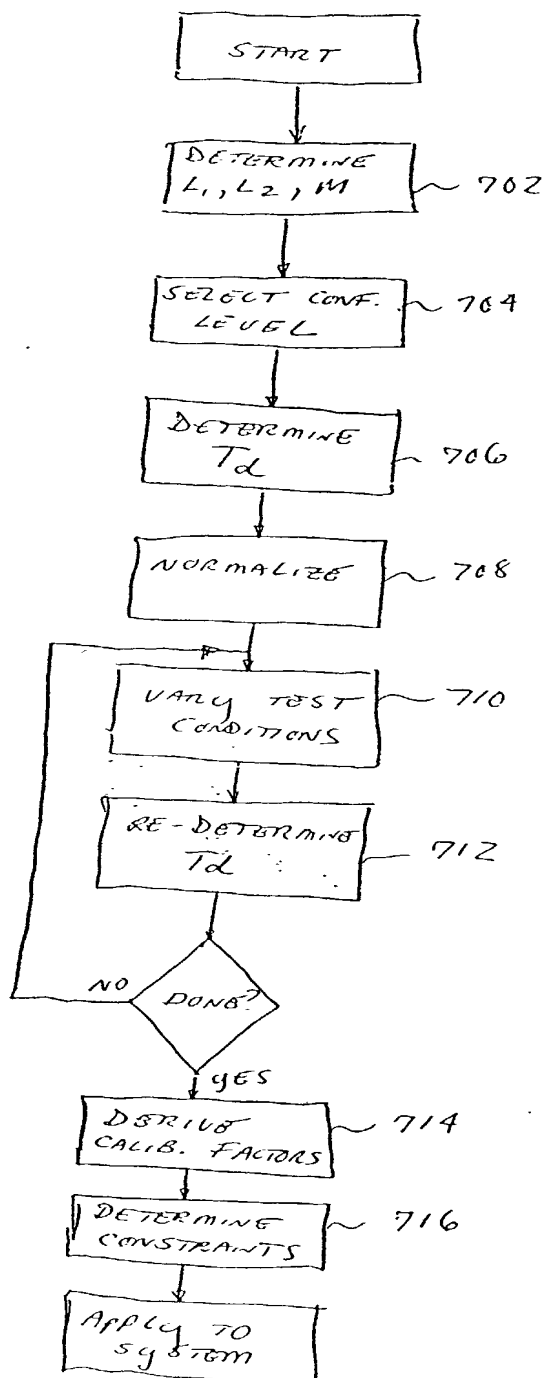 START
DETERMINE
L1, L2, M
702
SELECT CONF.
LEVEL
704
DETERMINE
Td
706
NORMALIZE
708
VARY TEST
CONDITIONS
710
RE-DETERMINE
Td
712
DONE?
NO
YES
DERIVE
CALIB. FACTORS
714
DETERMINE
CONSTRAINTS
716
APPLY TO
SYSTEM